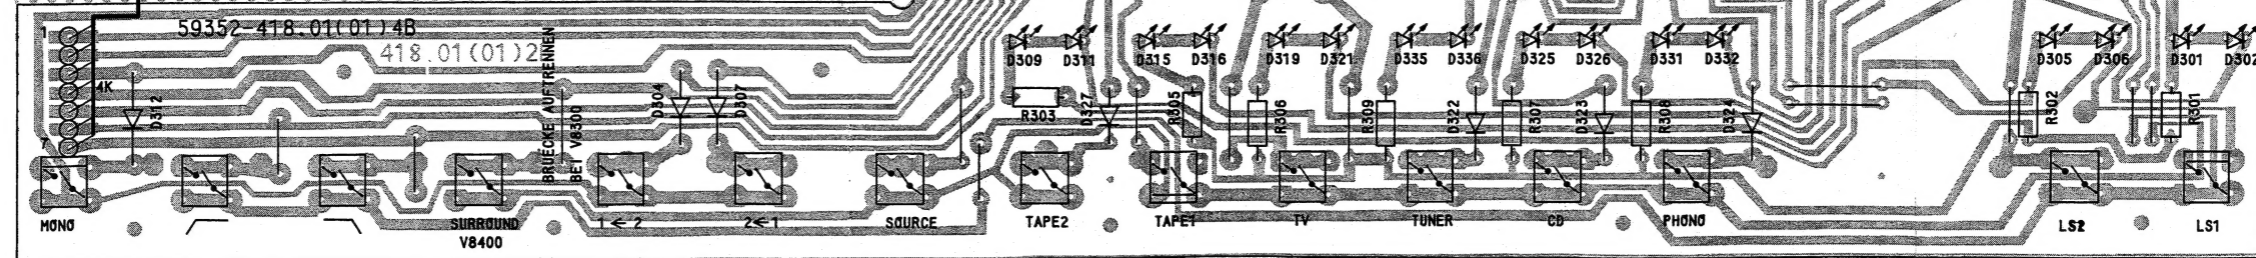 59352-418.01(01)4B
418.01(01)2
1
4K
7
D312
BRUECKE AUFTRENNEN
BEI V8300
D304
D307
D309
D311
D315
D316
D319
D321
D335
D336
D325
D326
D331
D332
D305
D306
D301
D302
R303
D327
R305
R306
R309
D322
R307
D323
R308
D324
R302
R301
MONO
SURROUND
V8400
1←2
2←1
SOURCE
TAPE2
TAPE1
TV
TUNER
CD
PHONO
LS2
LS1